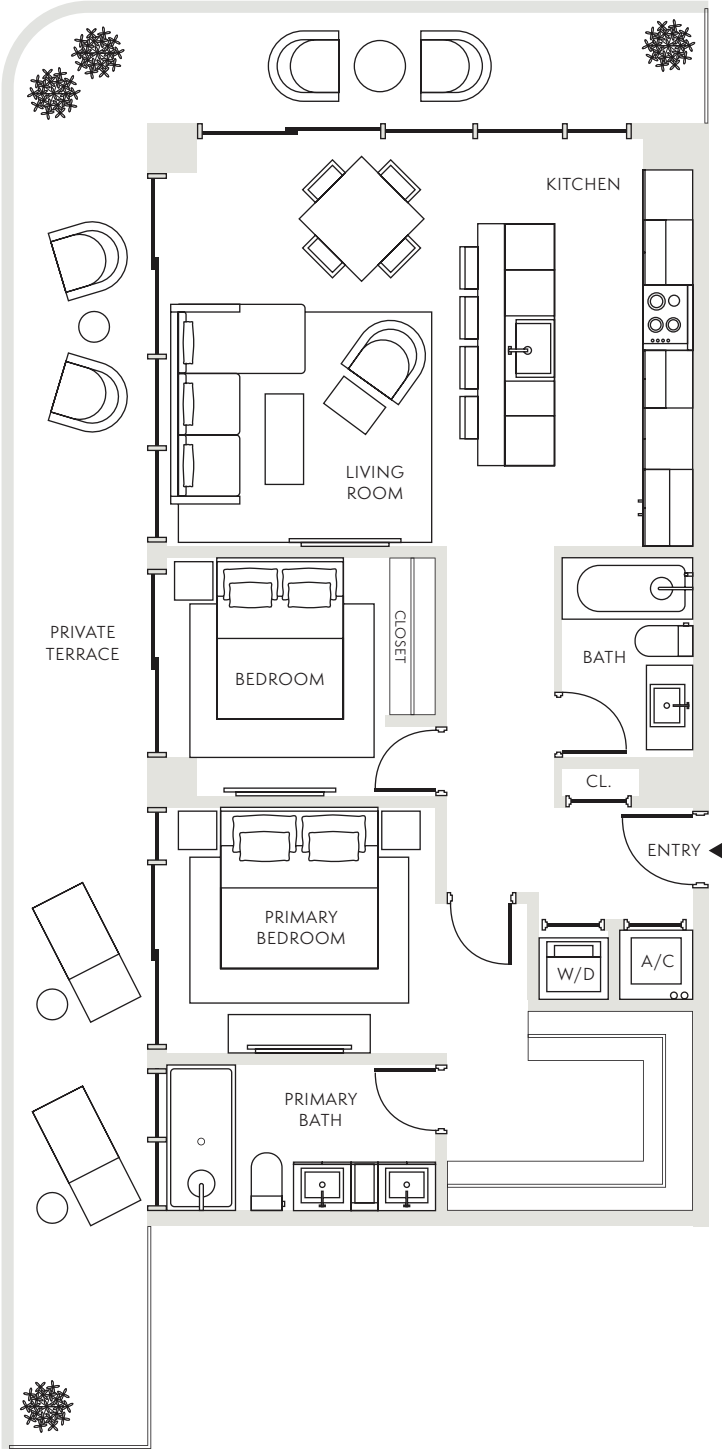 KITCHEN
LIVING
ROOM
PRIVATE
TERRACE
BEDROOM
CLOSET
BATH
CL.
ENTRY
PRIMARY
BEDROOM
W/D
A/C
PRIMARY
BATH